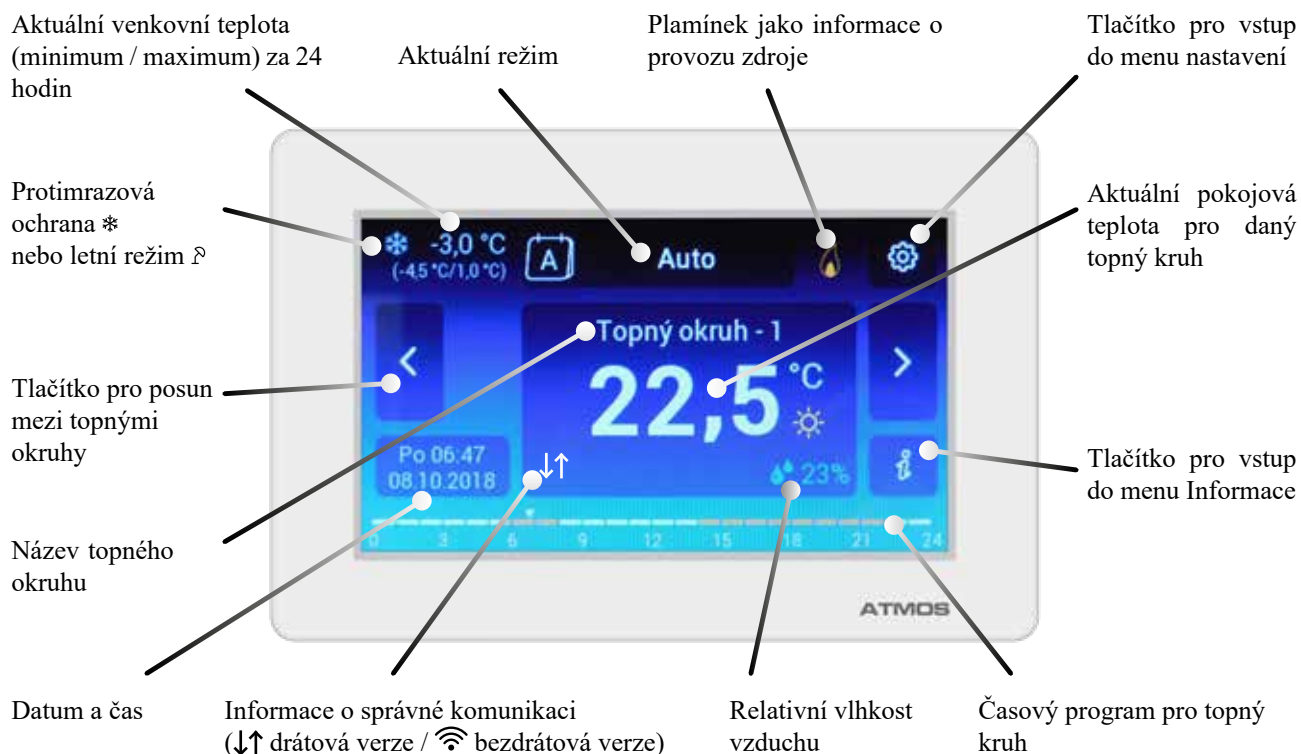 Aktuální venkovní teplota
(minimum / maximum) za 24
hodin
Aktuální režim
Plamínek jako informace o
provozu zdroje
Tlačítko pro vstup
do menu nastavení
Protimrazová
ochrana ❄
nebo letní režim
Aktuální pokojová
teplota pro daný
topný kruh
-3,0 °C
(-4,5 °C/1,0 °C)
A
Auto
Topný okruh - 1
22,5 °C
Tlačítko pro posun
mezi topnými
okruhy
Po 06:47
08.10.2018
↓↑
23%
i
Tlačítko pro vstup
do menu Informace
0 3 6 9 12 15 18 21 24
Název topného
okruhu
ATMOS
Datum a čas
Informace o správné komunikaci
(↓↑ drátová verze / bezdrátová verze)
Relativní vlhkost
vzduchu
Časový program pro topný
kruh